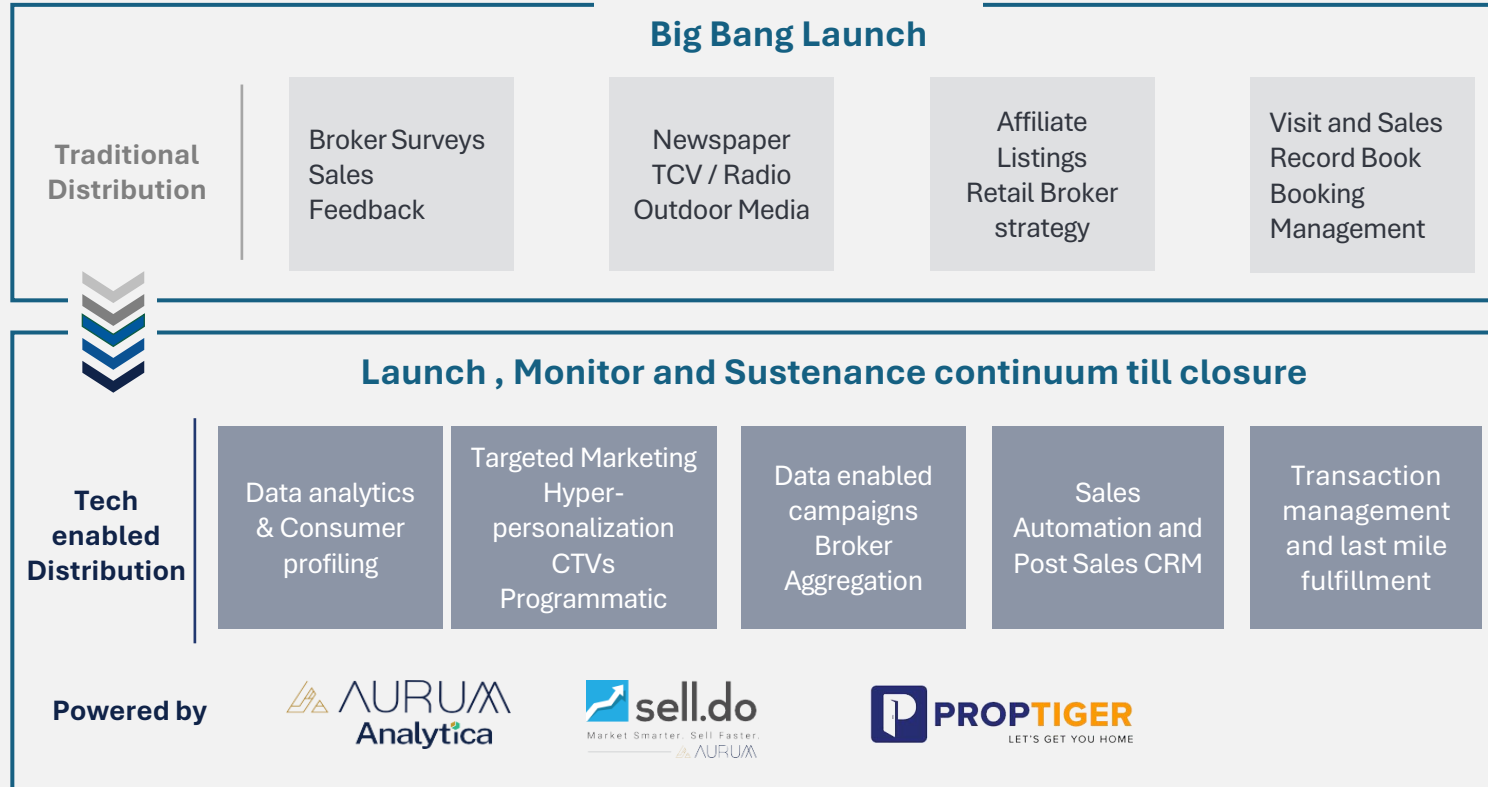 Big Bang Launch
Traditional
Distribution
Broker Surveys
Sales
Feedback
Newspaper
TCV / Radio
Outdoor Media
Affiliate
Listings
Retail Broker
strategy
Visit and Sales
Record Book
Booking
Management
Launch , Monitor and Sustenance continuum till closure
Tech
enabled
Distribution
Data analytics
& Consumer
profiling
Targeted Marketing
Hyper-
personalization
CTVs
Programmatic
Data enabled
campaigns
Broker
Aggregation
Sales
Automation and
Post Sales CRM
Transaction
management
and last mile
fulfillment
Powered by
AURUM
Analytica
sell.do
Market Smarter. Sell Faster.
AURUM
PROPTIGER
LET'S GET YOU HOME